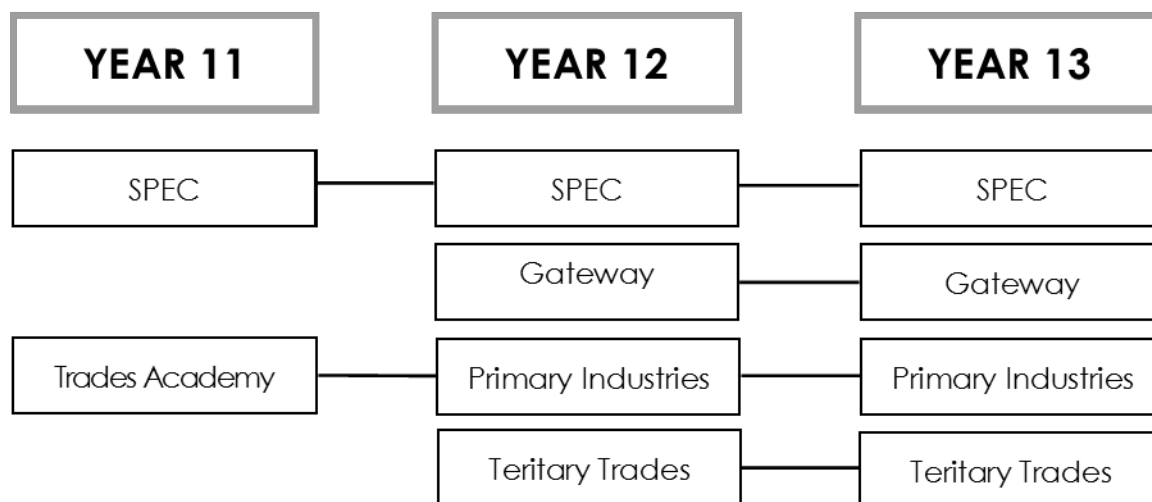 YEAR 11 YEAR 12 YEAR 13
SPEC SPEC SPEC
Gateway Gateway
Trades Academy Primary Industries Primary Industries
Teritary Trades Teritary Trades